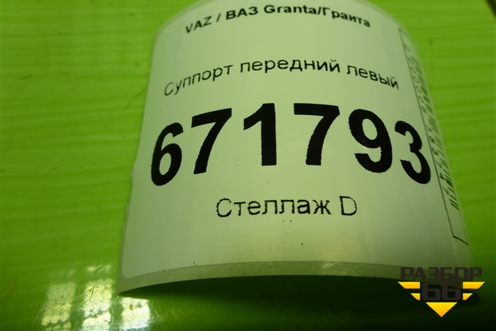 VAZ / ВАЗ Granta/Гранта
Суппорт передний левый
671793
Стеллаж D
РАЗБОР
66